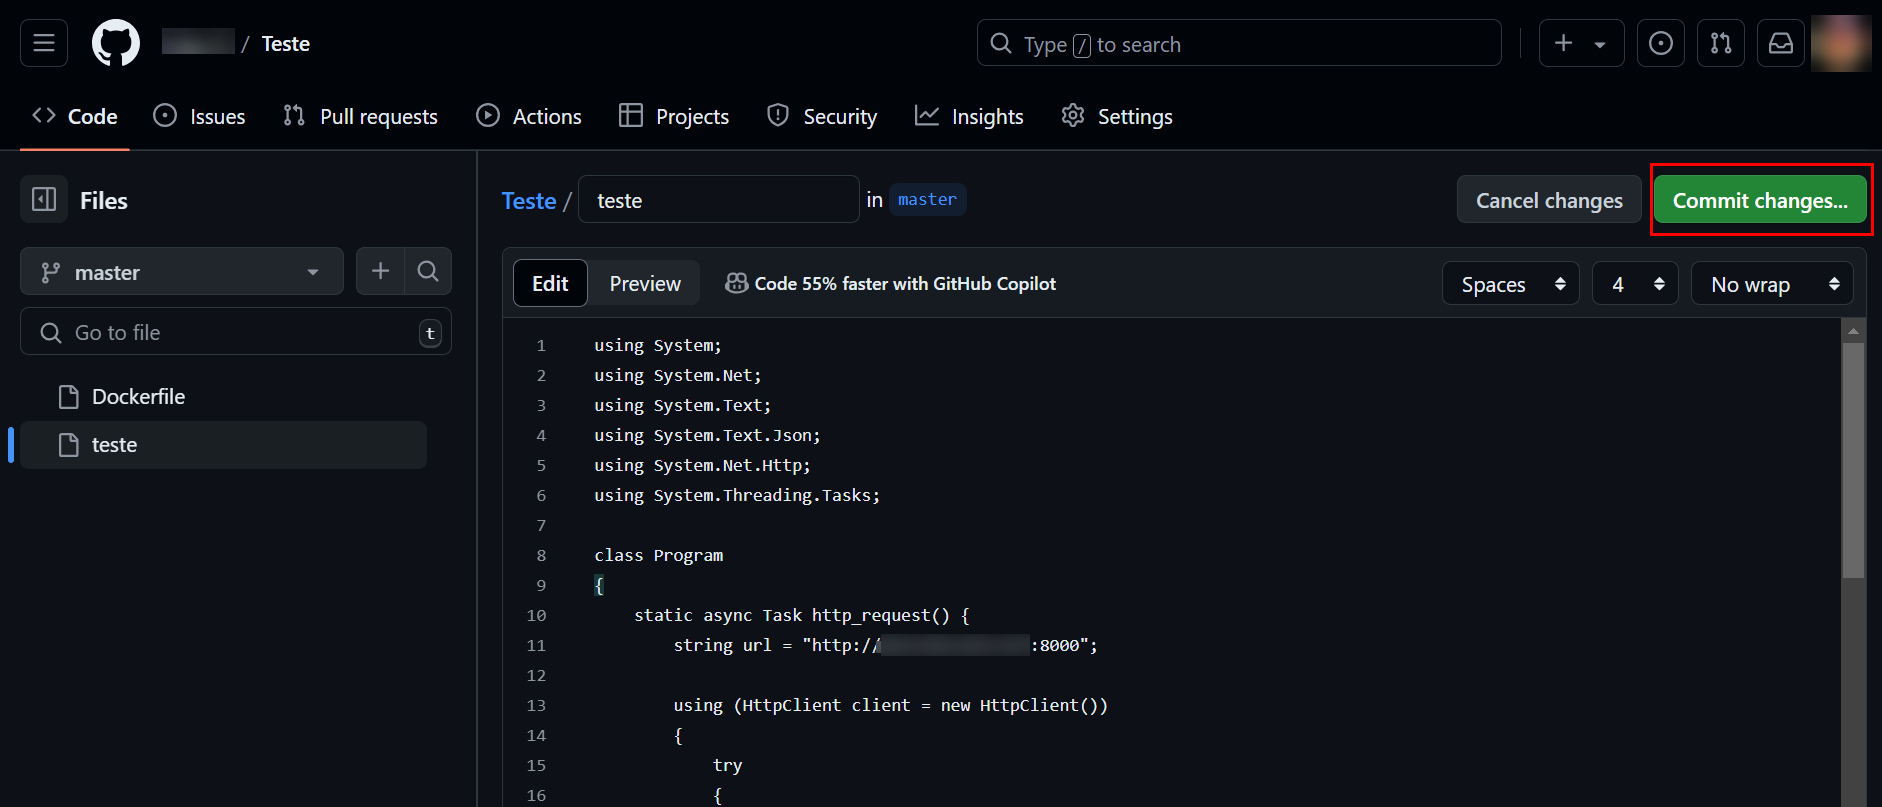 / Teste
Type / to search
Code Issues Pull requests Actions Projects Security Insights Settings
Files
Teste / teste in master
Cancel changes Commit changes...
master
Edit Preview Code 55% faster with GitHub Copilot
Spaces 4 No wrap
Go to file t
Dockerfile
teste
1 using System;
2 using System.Net;
3 using System.Text;
4 using System.Text.Json;
5 using System.Net.Http;
6 using System.Threading.Tasks;
7
8 class Program
9 {
10 static async Task http_request() {
11 string url = "http:// :8000";
12
13 using (HttpClient client = new HttpClient())
14 {
15 try
16 {